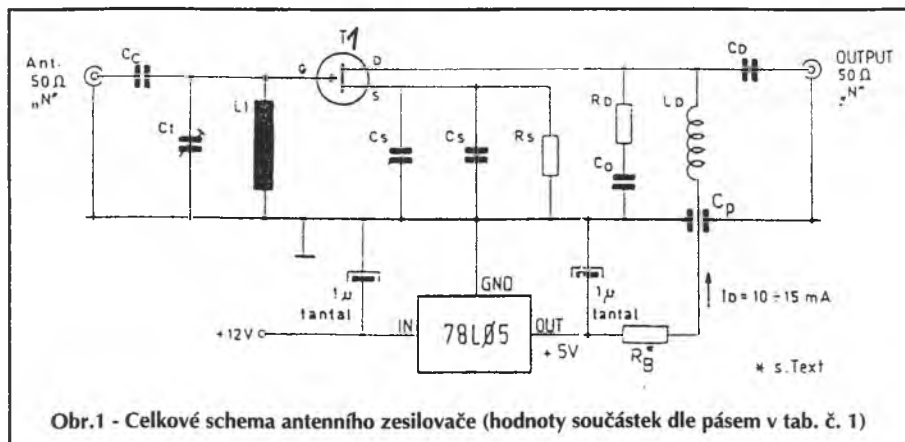 Ant.
50Ω
„N"
CC
Ct
L1
T1
G
D
S
CS
CS
RS
RD
CD
LD
CD
OUTPUT
50Ω
„N"
Cp
1µ
tantal
GND
1µ
tantal
ID = 10 ÷ 15 mA
+12V
IN
78LØ5
OUT
+ 5V
RB*
* s.Text
Obr.1 - Celkové schema antenního zesilovače (hodnoty součástek dle pásem v tab. č. 1)